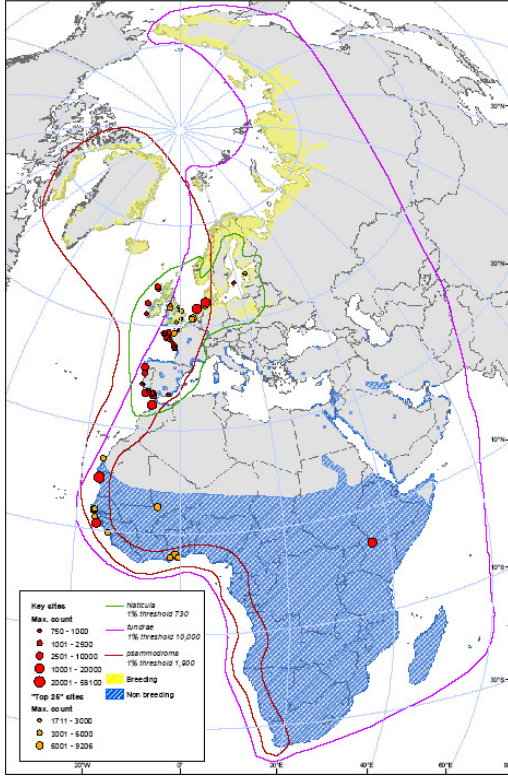 30°N
30°N
10°N
10°S
20°S
20°W
0°
20°E
40°E
60°E
Key sites
Max. count
750 - 1000
1001 - 2500
2501 - 10000
10001 - 20000
20001 - 58100
"Top 25" sites
Max. count
1711 - 3000
3001 - 6000
6001 - 9206
hiaticula
1% threshold 730
tundrae
1% threshold 10,000
psammodroma
1% threshold 1,900
Breeding
Non breeding